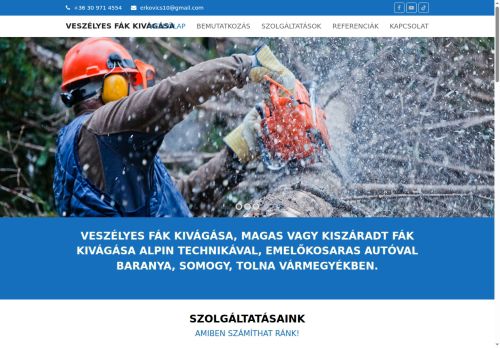 +36 30 971 4554 erkovics10@gmail.com
VESZÉLYES FÁK KIVÁGÁSA BEMUTATKOZÁS SZOLGÁLTATÁSOK REFERENCIÁK KAPCSOLAT
VESZÉLYES FÁK KIVÁGÁSA, MAGAS VAGY KISZÁRADT FÁK
KIVÁGÁSA ALPIN TECHNIKÁVAL, EMELŐKOSARAS AUTÓVAL
BARANYA, SOMOGY, TOLNA VÁRMEGYÉKBEN.
SZOLGÁLTATÁSAINK
AMIBEN SZÁMÍTHAT RÁNK!